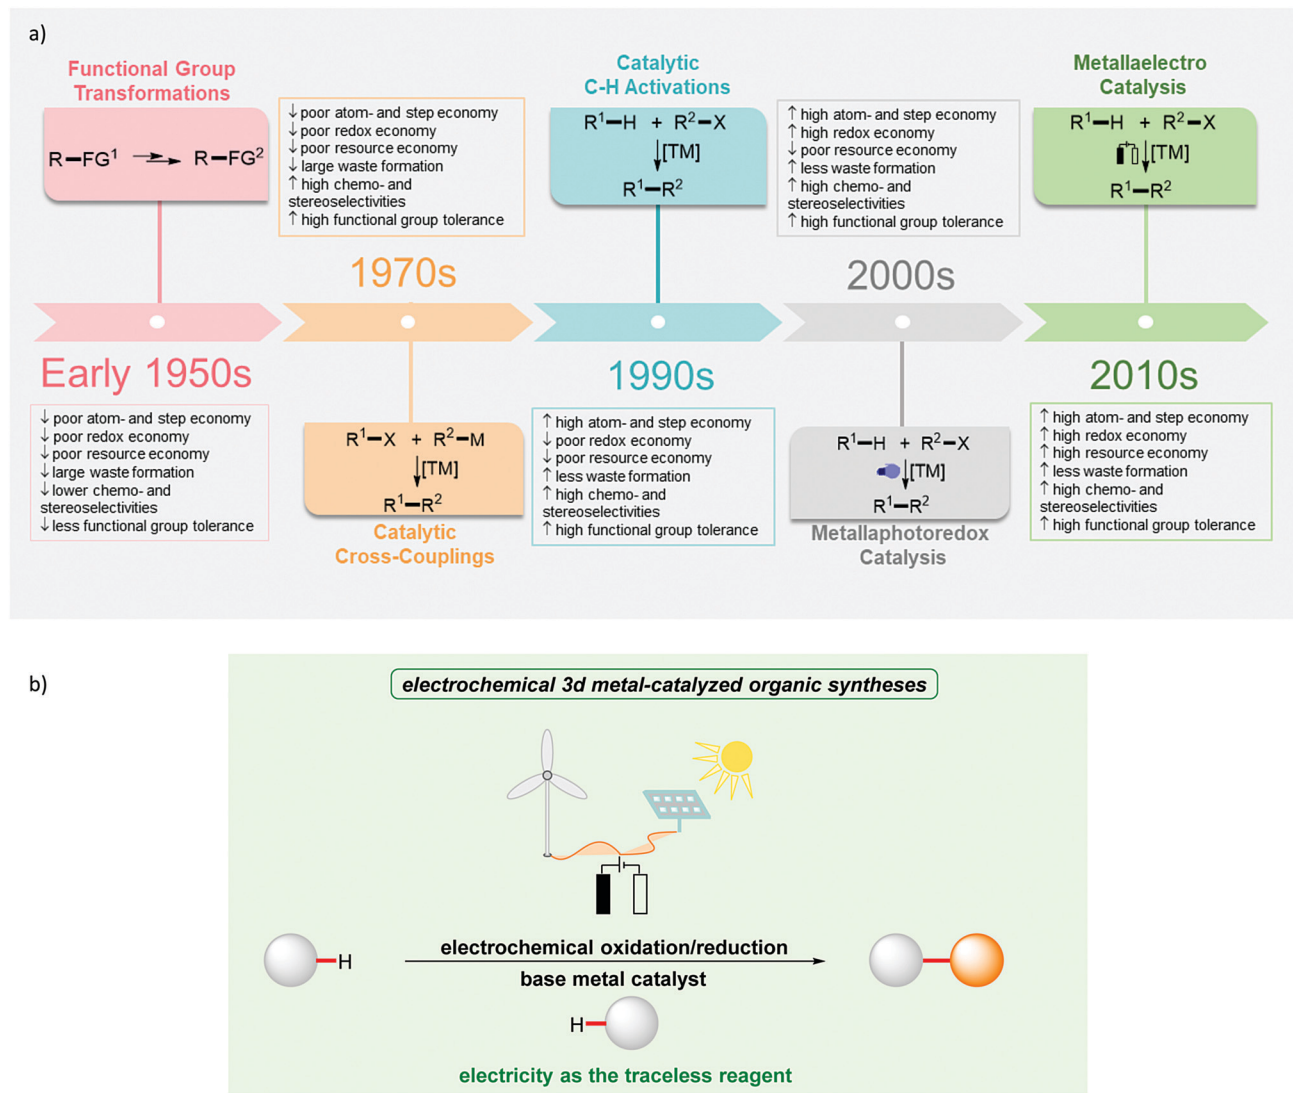 a)
Functional Group
Transformations
R–FG¹ R–FG²
Early 1950s
↓ poor atom- and step economy
↓ poor redox economy
↓ poor resource economy
↓ large waste formation
↓ lower chemo- and
stereoselectivities
↓ less functional group tolerance
↓ poor atom- and step economy
↓ poor redox economy
↓ poor resource economy
↓ large waste formation
↑ high chemo- and
stereoselectivities
↑ high functional group tolerance
1970s
R¹–X + R²–M
↓[TM]
R¹–R²
Catalytic
Cross-Couplings
Catalytic
C-H Activations
R¹–H + R²–X
↓[TM]
R¹–R²
1990s
↑ high atom- and step economy
↓ poor redox economy
↓ poor resource economy
↑ less waste formation
↑ high chemo- and
stereoselectivities
↑ high functional group tolerance
↑ high atom- and step economy
↑ high redox economy
↓ poor resource economy
↑ less waste formation
↑ high chemo- and
stereoselectivities
↑ high functional group tolerance
2000s
R¹–H + R²–X
↓[TM]
R¹–R²
Metallaphotoredox
Catalysis
Metallaelectro
Catalysis
R¹–H + R²–X
↓[TM]
R¹–R²
2010s
↑ high atom- and step economy
↑ high redox economy
↑ high resource economy
↑ less waste formation
↑ high chemo- and
stereoselectivities
↑ high functional group tolerance
b)
electrochemical 3d metal-catalyzed organic syntheses
H
electrochemical oxidation/reduction
base metal catalyst
H
electricity as the traceless reagent